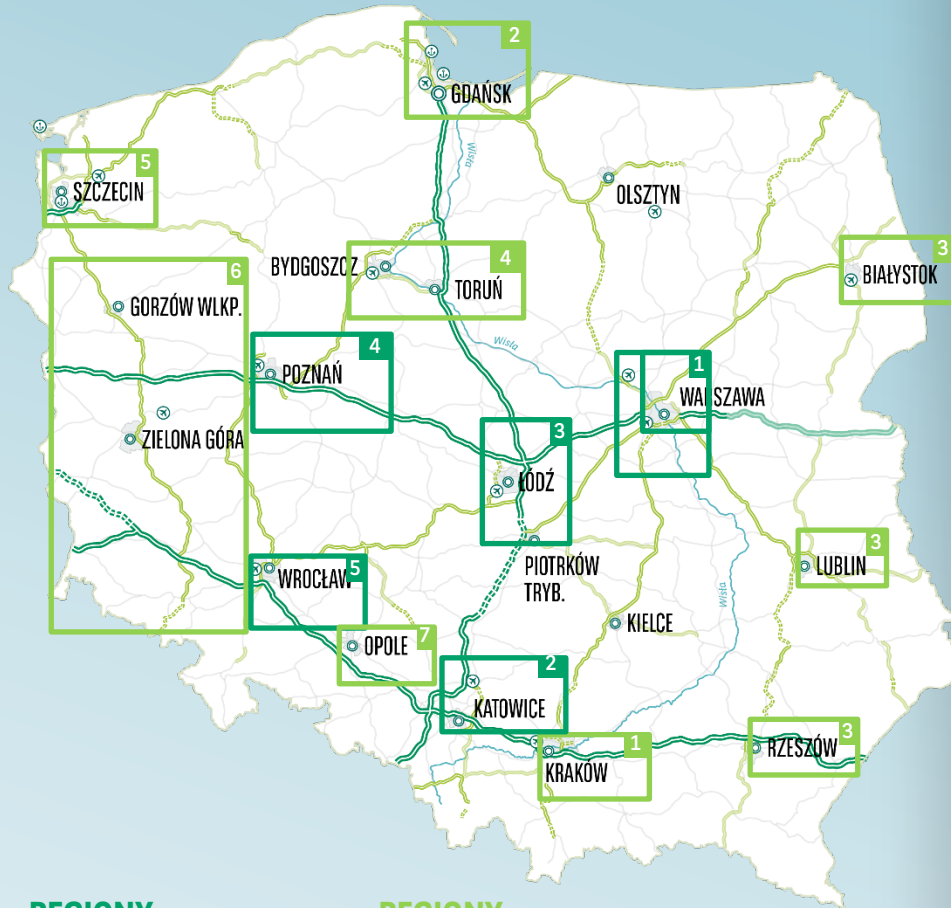 2
GDAŃSK
Wisła
5
SZCZECIN
OLSZTYN
3
BIAŁYSTOK
4
BYDGOSZCZ
TORUŃ
6
GORZÓW WLKP.
Wisła
4
POZNAŃ
1
WARSZAWA
ZIELONA GÓRA
3
ŁÓDŹ
PIOTRKÓW
TRYB.
3
LUBLIN
5
WROCŁAW
Wisła
7
OPOLE
KIELCE
2
KATOWICE
1
KRAKÓW
3
RZESZÓW
REGIONY
REGIONY